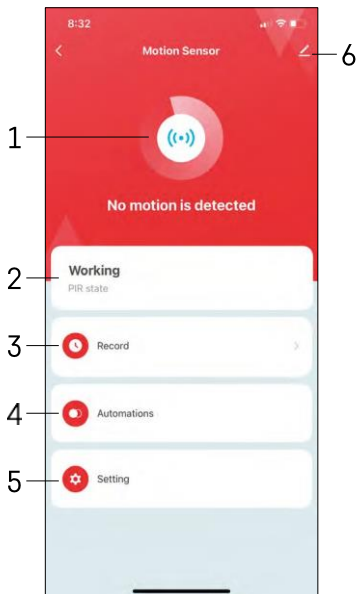 8:32
Motion Sensor
6
1
No motion is detected
2
Working
PIR state
3
Record
4
Automations
5
Setting